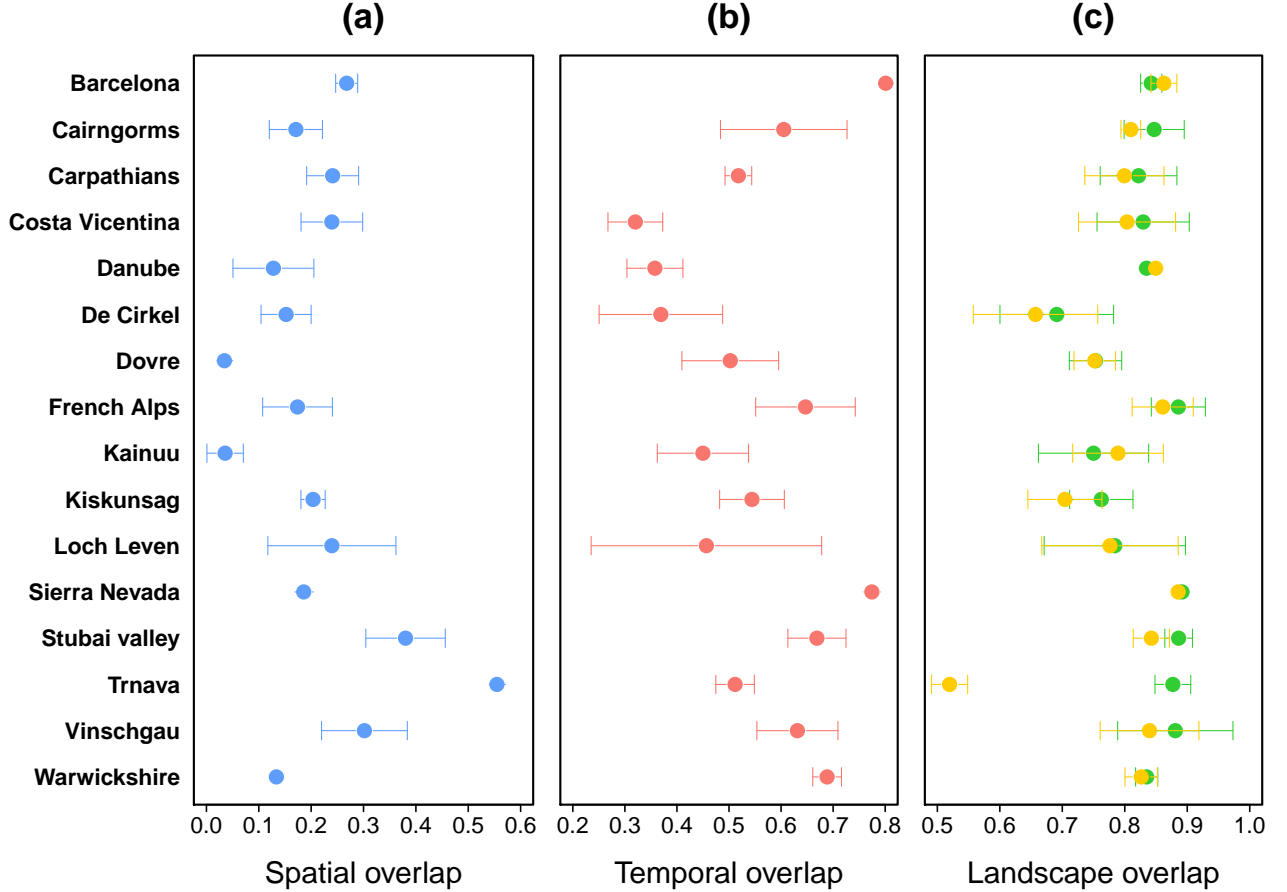 (a) (b) (c)
Barcelona
Cairngorms
Carpathians
Costa Vicentina
Danube
De Cirkel
Dovre
French Alps
Kainuu
Kiskunsag
Loch Leven
Sierra Nevada
Stubai valley
Trnava
Vinschgau
Warwickshire
0.0 0.1 0.2 0.3 0.4 0.5 0.6 0.2 0.3 0.4 0.5 0.6 0.7 0.8 0.5 0.6 0.7 0.8 0.9 1.0
Spatial overlap Temporal overlap Landscape overlap